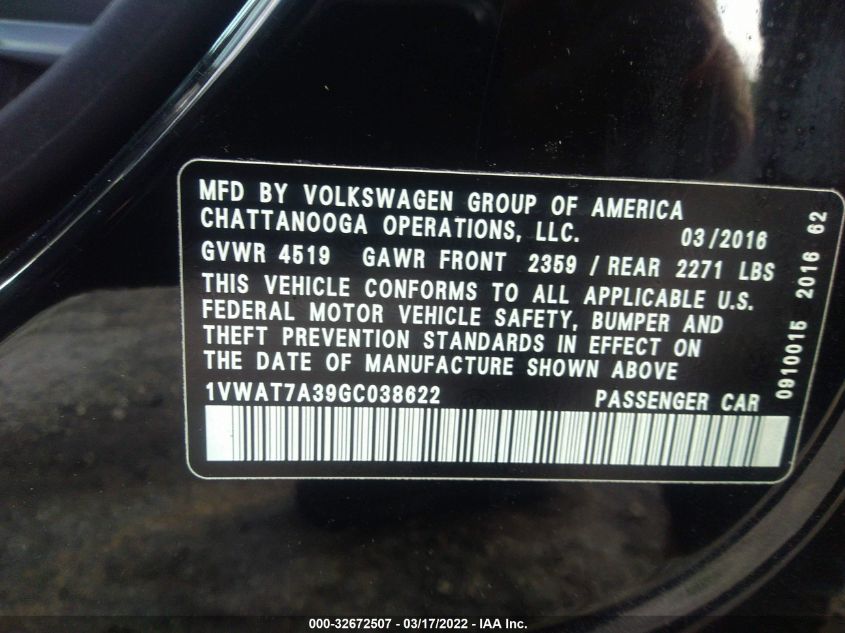 MFD BY VOLKSWAGEN GROUP OF AMERICA
CHATTANOOGA OPERATIONS, LLC. 03/2016
GVWR 4519 GAWR FRONT 2359 / REAR 2271 LBS
THIS VEHICLE CONFORMS TO ALL APPLICABLE U.S.
FEDERAL MOTOR VEHICLE SAFETY, BUMPER AND
THEFT PREVENTION STANDARDS IN EFFECT ON
THE DATE OF MANUFACTURE SHOWN ABOVE
1VWAT7A39GC038622 PASSENGER CAR
0910015 2016 62
000-32672507 - 03/17/2022 - IAA Inc.